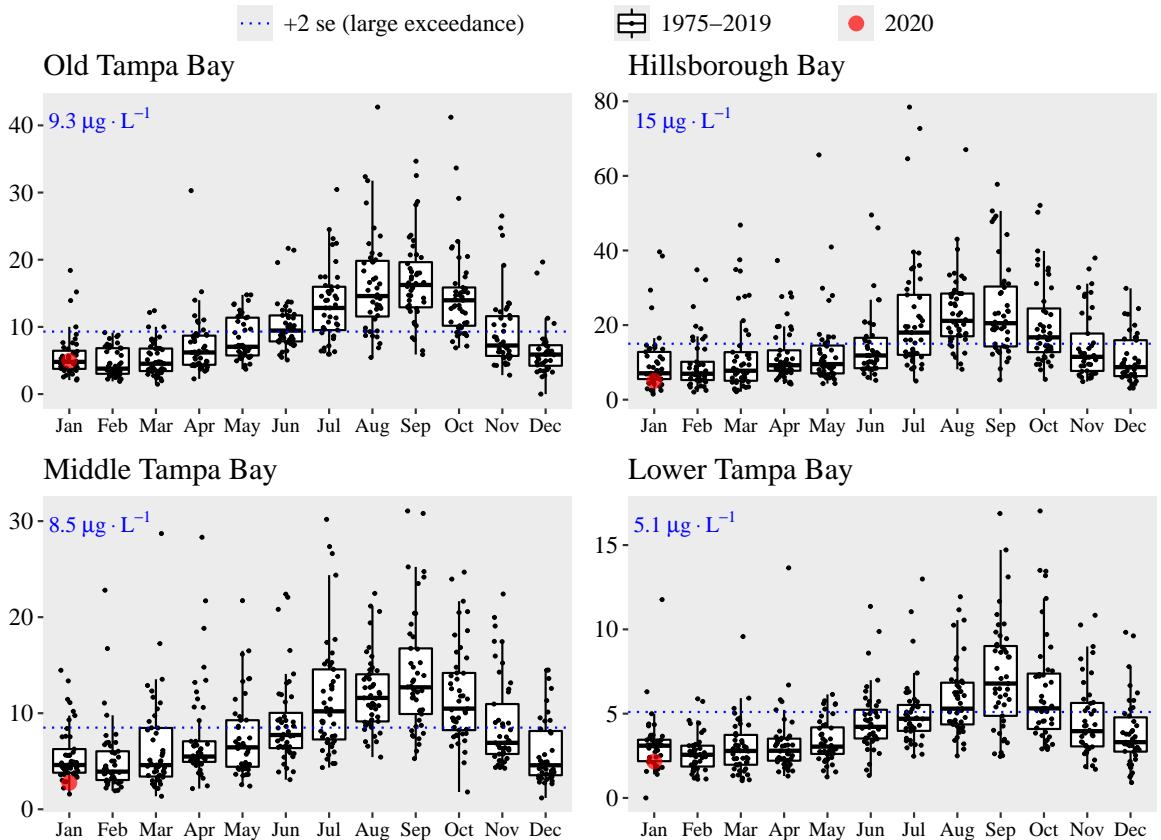 +2 se (large exceedance) 1975–2019 2020
Old Tampa Bay
9.3 μg · L⁻¹
40
30
20
10
0
Jan Feb Mar Apr May Jun Jul Aug Sep Oct Nov Dec
Hillsborough Bay
15 μg · L⁻¹
80
60
40
20
0
Jan Feb Mar Apr May Jun Jul Aug Sep Oct Nov Dec
Middle Tampa Bay
8.5 μg · L⁻¹
30
20
10
0
Jan Feb Mar Apr May Jun Jul Aug Sep Oct Nov Dec
Lower Tampa Bay
5.1 μg · L⁻¹
15
10
5
0
Jan Feb Mar Apr May Jun Jul Aug Sep Oct Nov Dec